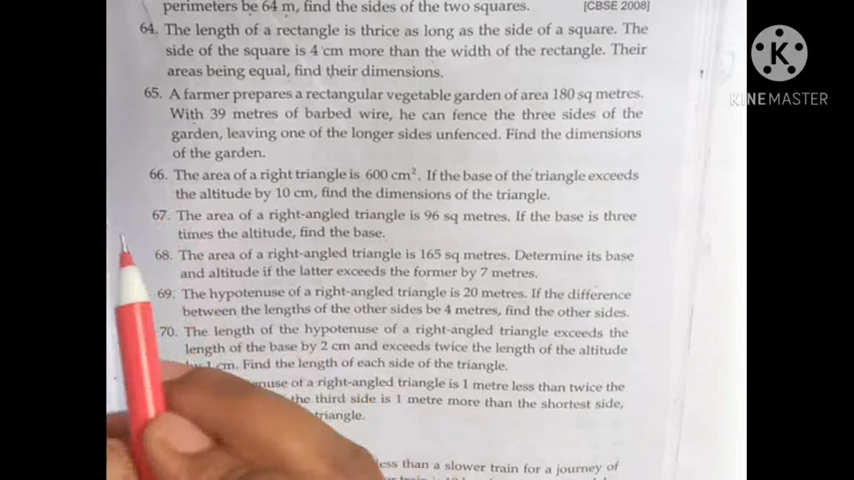 perimeters be 64 m, find the sides of the two squares. [CBSE 2008]
64. The length of a rectangle is thrice as long as the side of a square. The
side of the square is 4 cm more than the width of the rectangle. Their
areas being equal, find their dimensions.
65. A farmer prepares a rectangular vegetable garden of area 180 sq metres.
With 39 metres of barbed wire, he can fence the three sides of the
garden, leaving one of the longer sides unfenced. Find the dimensions
of the garden.
66. The area of a right triangle is 600 cm². If the base of the triangle exceeds
the altitude by 10 cm, find the dimensions of the triangle.
67. The area of a right-angled triangle is 96 sq metres. If the base is three
times the altitude, find the base.
68. The area of a right-angled triangle is 165 sq metres. Determine its base
and altitude if the latter exceeds the former by 7 metres.
69. The hypotenuse of a right-angled triangle is 20 metres. If the difference
between the lengths of the other sides be 4 metres, find the other sides.
70. The length of the hypotenuse of a right-angled triangle exceeds the
length of the base by 2 cm and exceeds twice the length of the altitude
by 1 cm. Find the length of each side of the triangle.
of a right-angled triangle is 1 metre less than twice the
the third side is 1 metre more than the shortest side,
triangle.
less than a slower train for a journey of
K
KINEMASTER